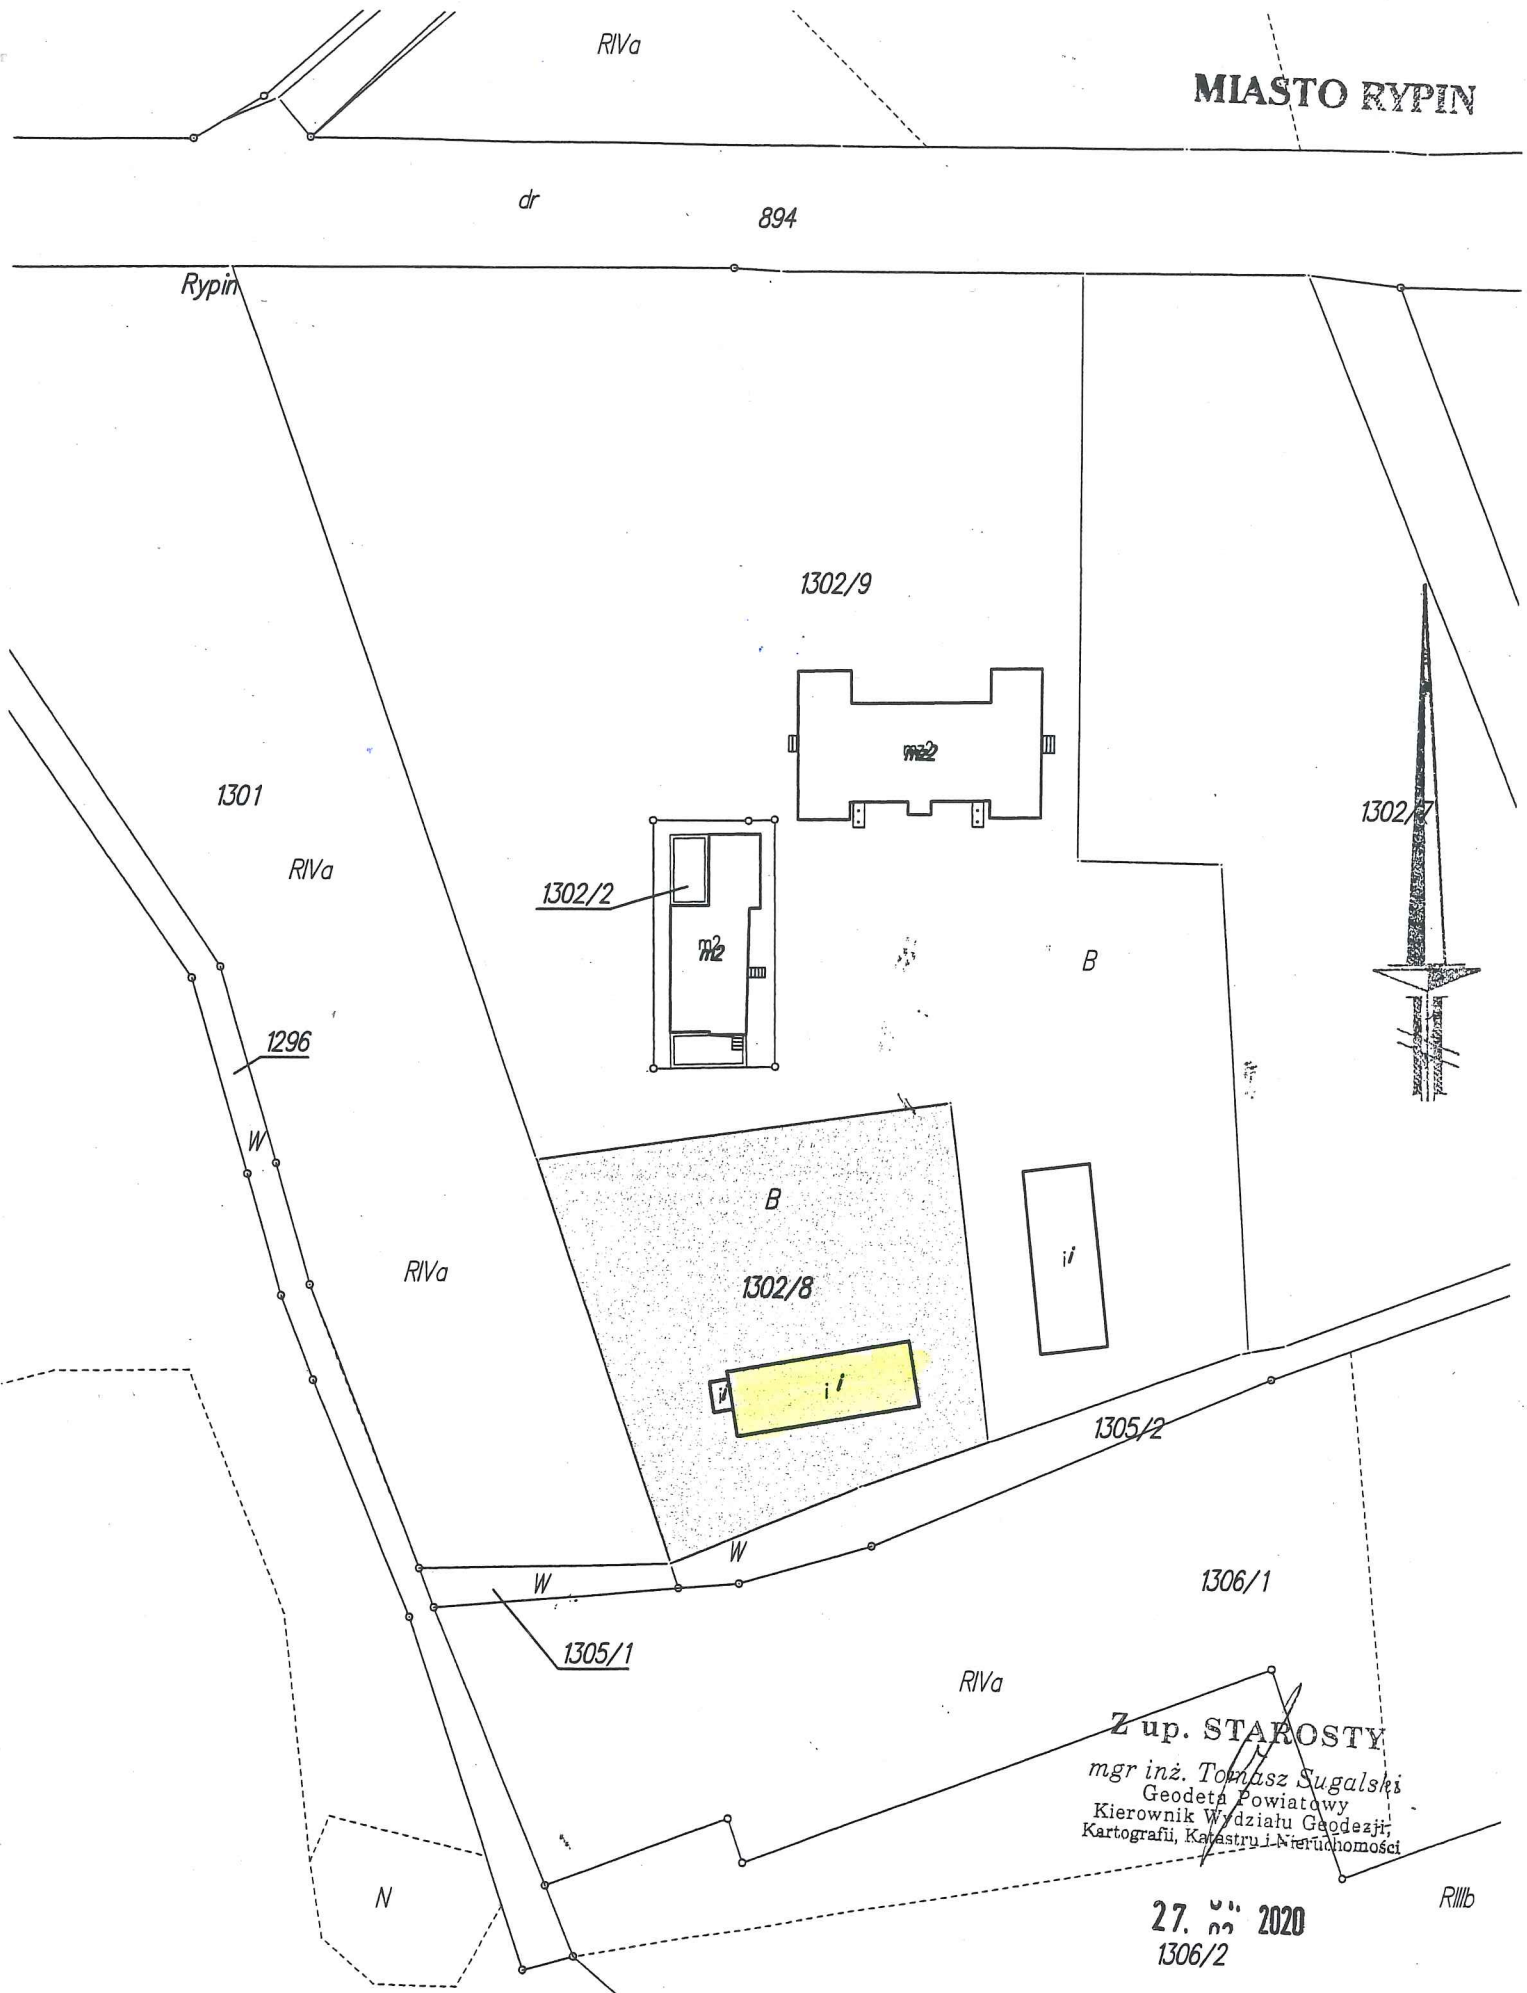 RIVa
MIASTO RYPIN
dr
894
Rypin
1302/9
mz2
1301
1302/7
RIVa
1302/2
m2
m2
B
1296
W
B
RIVa
1302/8
i i
i i
i i
1305/2
W
W
1306/1
1305/1
RIVa
Z up. STAROSTY
mgr inż. Tomasz Sugalski
Geodeta Powiatowy
Kierownik Wydziału Geodezji,
Kartografii, Katastru i Nieruchomości
N
RIIIb
27. 2020
1306/2